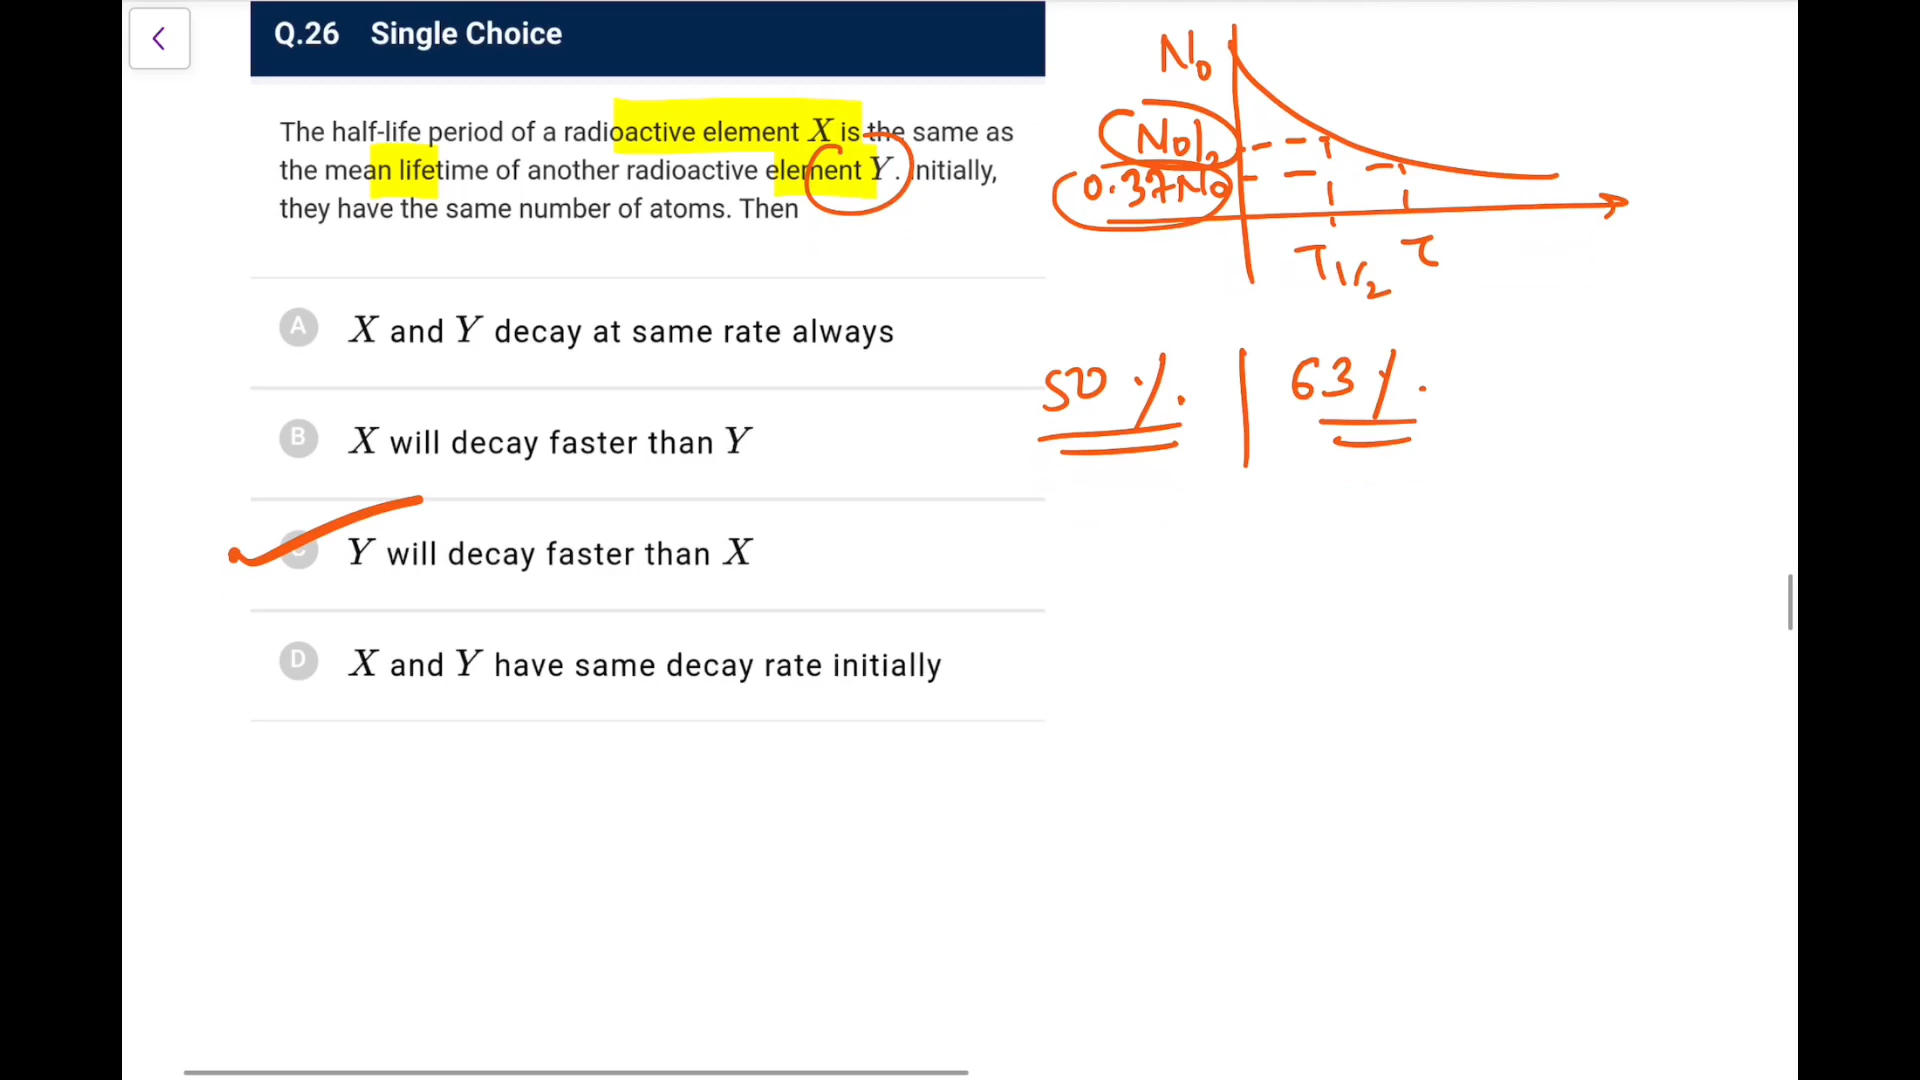 Q.26 Single Choice
The half-life period of a radioactive element X is the same as
the mean lifetime of another radioactive element Y. Initially,
they have the same number of atoms. Then
A X and Y decay at same rate always
B X will decay faster than Y
C Y will decay faster than X
D X and Y have same decay rate initially
N₀
N₀/₂
0.37N₀
T₁/₂ τ
50 %. | 63 %.